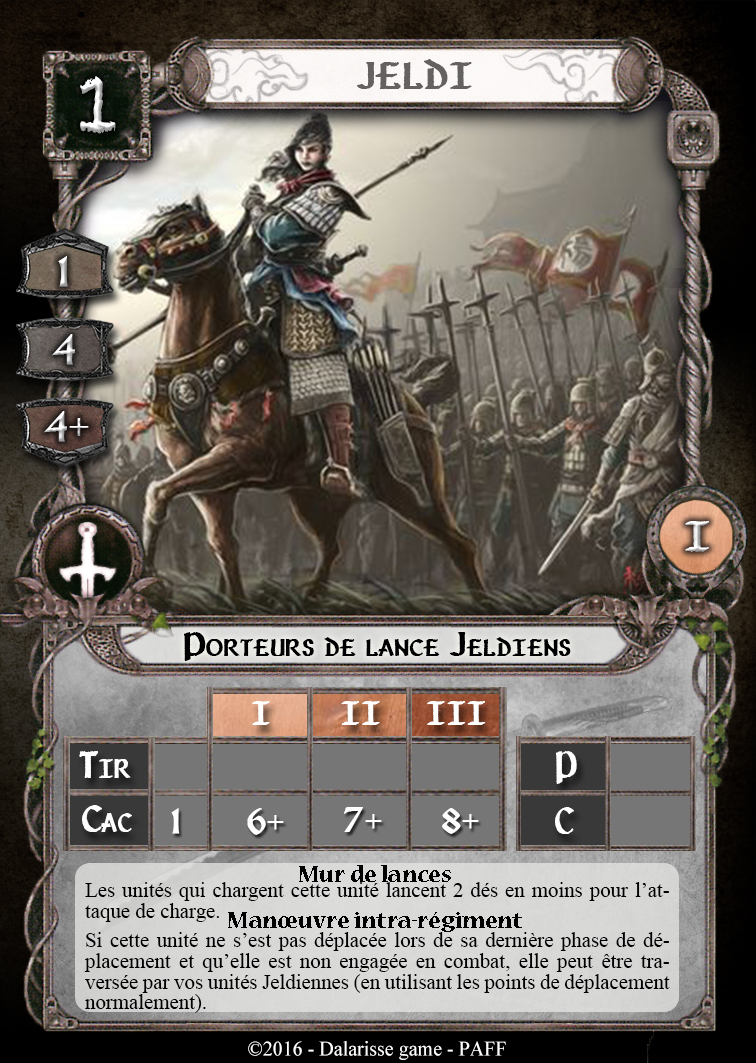 JELDI
1
1
4
4+
I
Porteurs de lance Jeldiens
I II III
Tir
P
Cac 1 6+ 7+ 8+
C
Mur de lances
Les unités qui chargent cette unité lancent 2 dés en moins pour l'at-
taque de charge.
Manœuvre intra-régiment
Si cette unité ne s'est pas déplacée lors de sa dernière phase de dé-
placement et qu'elle est non engagée en combat, elle peut être tra-
versée par vos unités Jeldiennes (en utilisant les points de déplacement
normalement).
©2016 - Dalarisse game - PAFF